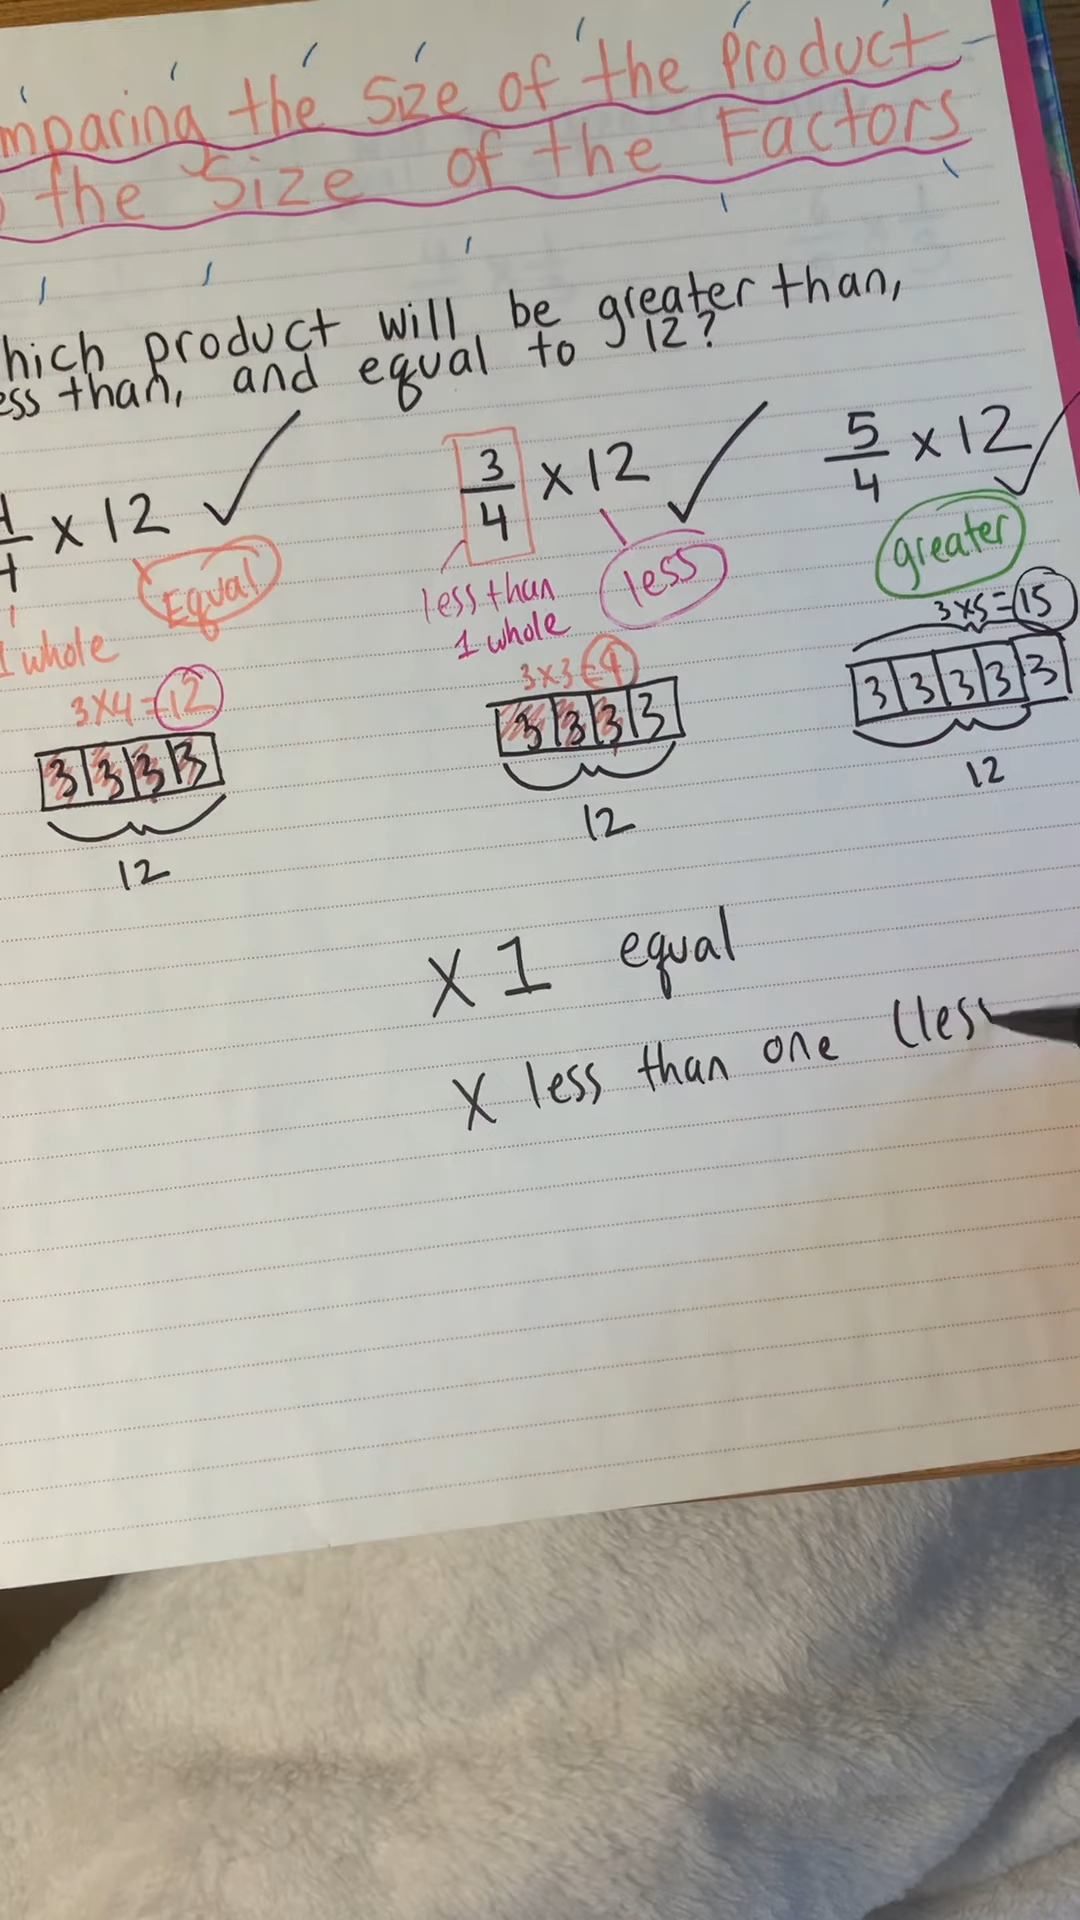 mparing the Size of the Product
the Size of the Factors
hich product will be greater than,
ess than, and equal to 12?
x 12
3/4 x 12
5/4 x 12
Equal
less
greater
1 whole
less than
1 whole
3x4=12
3x3=9
3x5=15
3 3 3 3
3 3 3 3
3 3 3 3 3
12
12
12
X 1 equal
X less than one (less